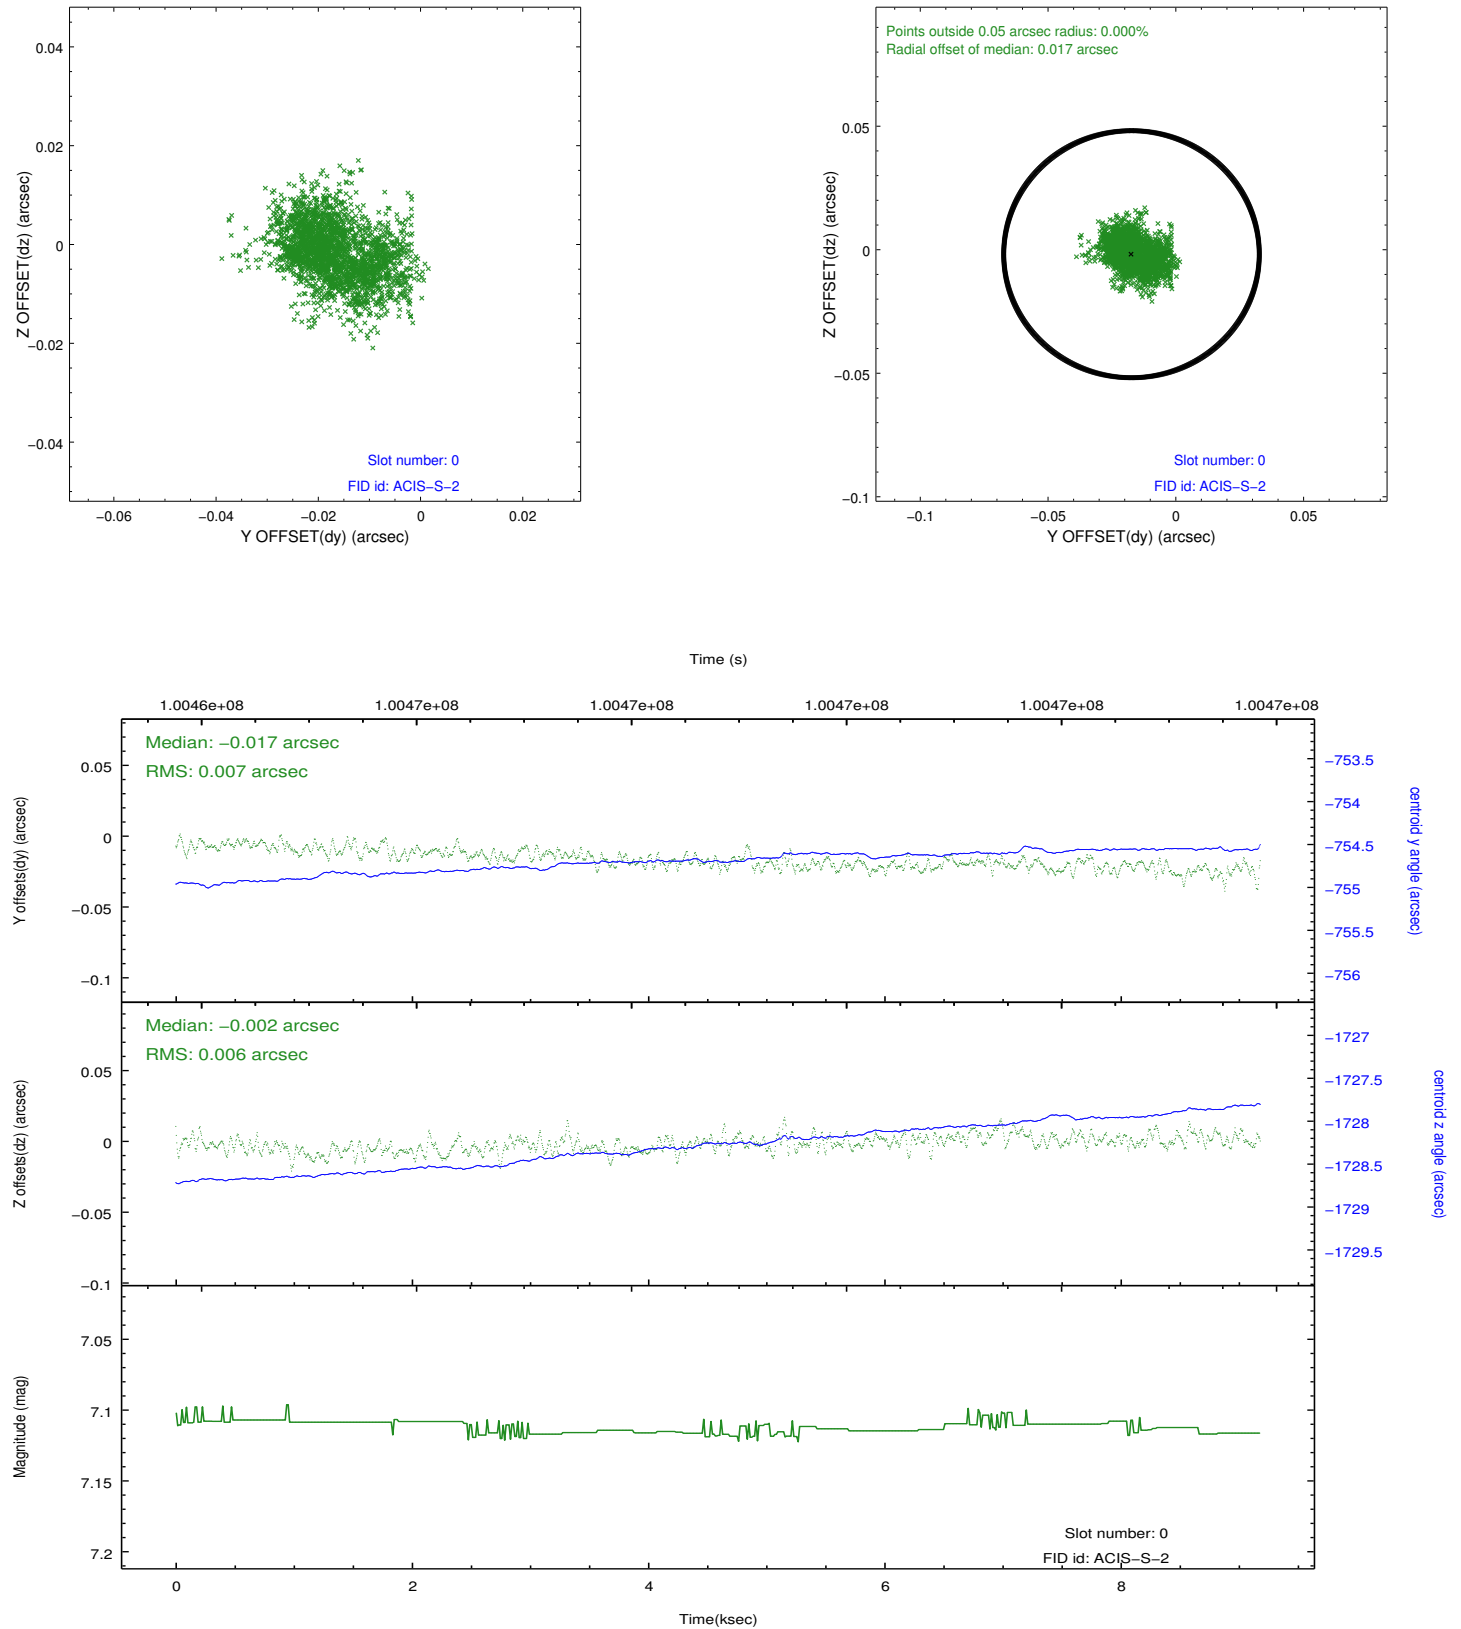 0.04
0.02
0
−0.02
−0.04
Z OFFSET(dz) (arcsec)
Slot number: 0
FID id: ACIS−S−2
−0.06
−0.04
−0.02
0
0.02
Y OFFSET(dy) (arcsec)
Points outside 0.05 arcsec radius: 0.000%
Radial offset of median: 0.017 arcsec
0.05
0
−0.05
−0.1
Z OFFSET(dz) (arcsec)
Slot number: 0
FID id: ACIS−S−2
−0.1
−0.05
0
0.05
Y OFFSET(dy) (arcsec)
Time (s)
1.0046e+08
1.0047e+08
1.0047e+08
1.0047e+08
1.0047e+08
1.0047e+08
Median: −0.017 arcsec
RMS: 0.007 arcsec
0.05
0
−0.05
−0.1
Y offsets(dy) (arcsec)
−753.5
−754
−754.5
−755
−755.5
−756
centroid y angle (arcsec)
Median: −0.002 arcsec
RMS: 0.006 arcsec
0.05
0
−0.05
−0.1
Z offsets(dz) (arcsec)
−1727
−1727.5
−1728
−1728.5
−1729
−1729.5
centroid z angle (arcsec)
7.05
7.1
7.15
7.2
Magnitude (mag)
Slot number: 0
FID id: ACIS−S−2
0
2
4
6
8
Time(ksec)